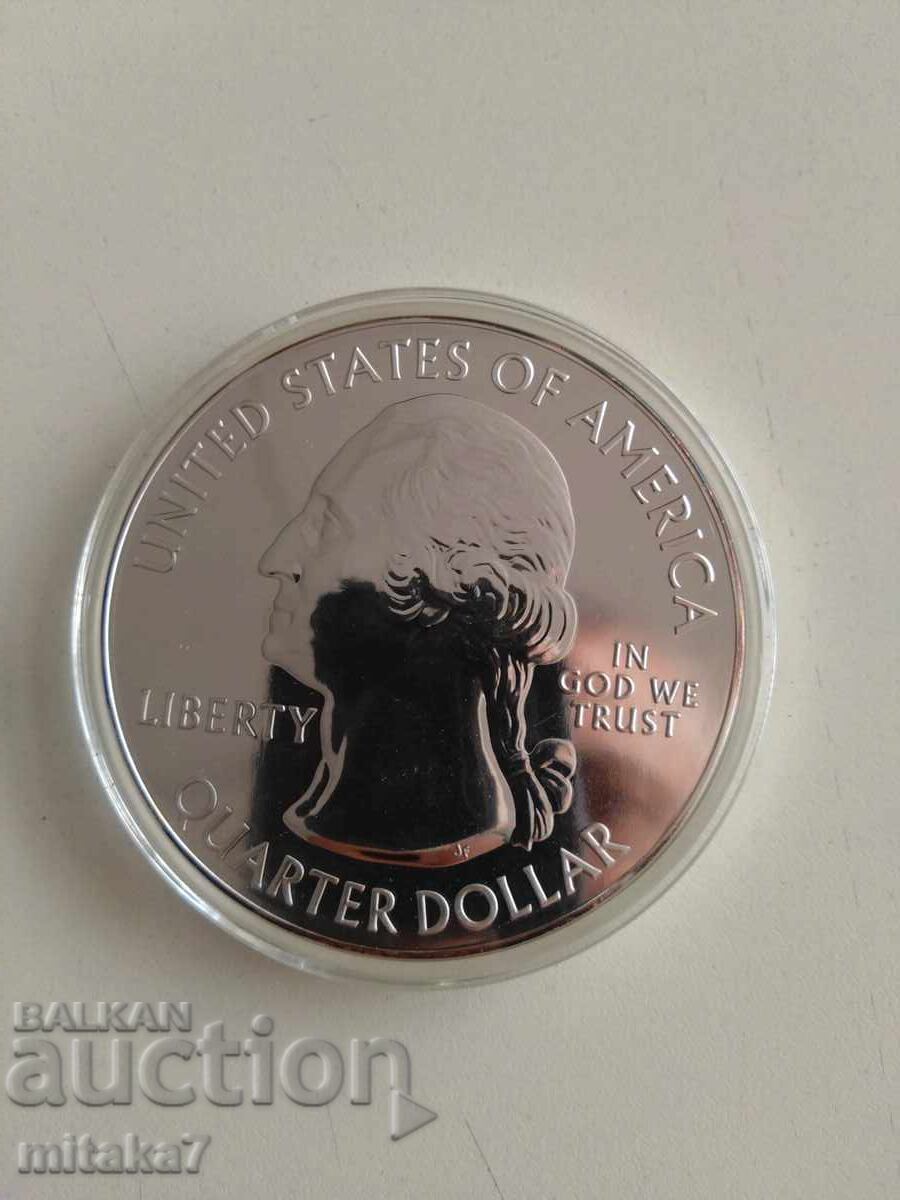 UNITED STATES OF AMERICA
LIBERTY
IN
GOD WE
TRUST
QUARTER DOLLAR
JF
BALKAN
auction
mitaka7